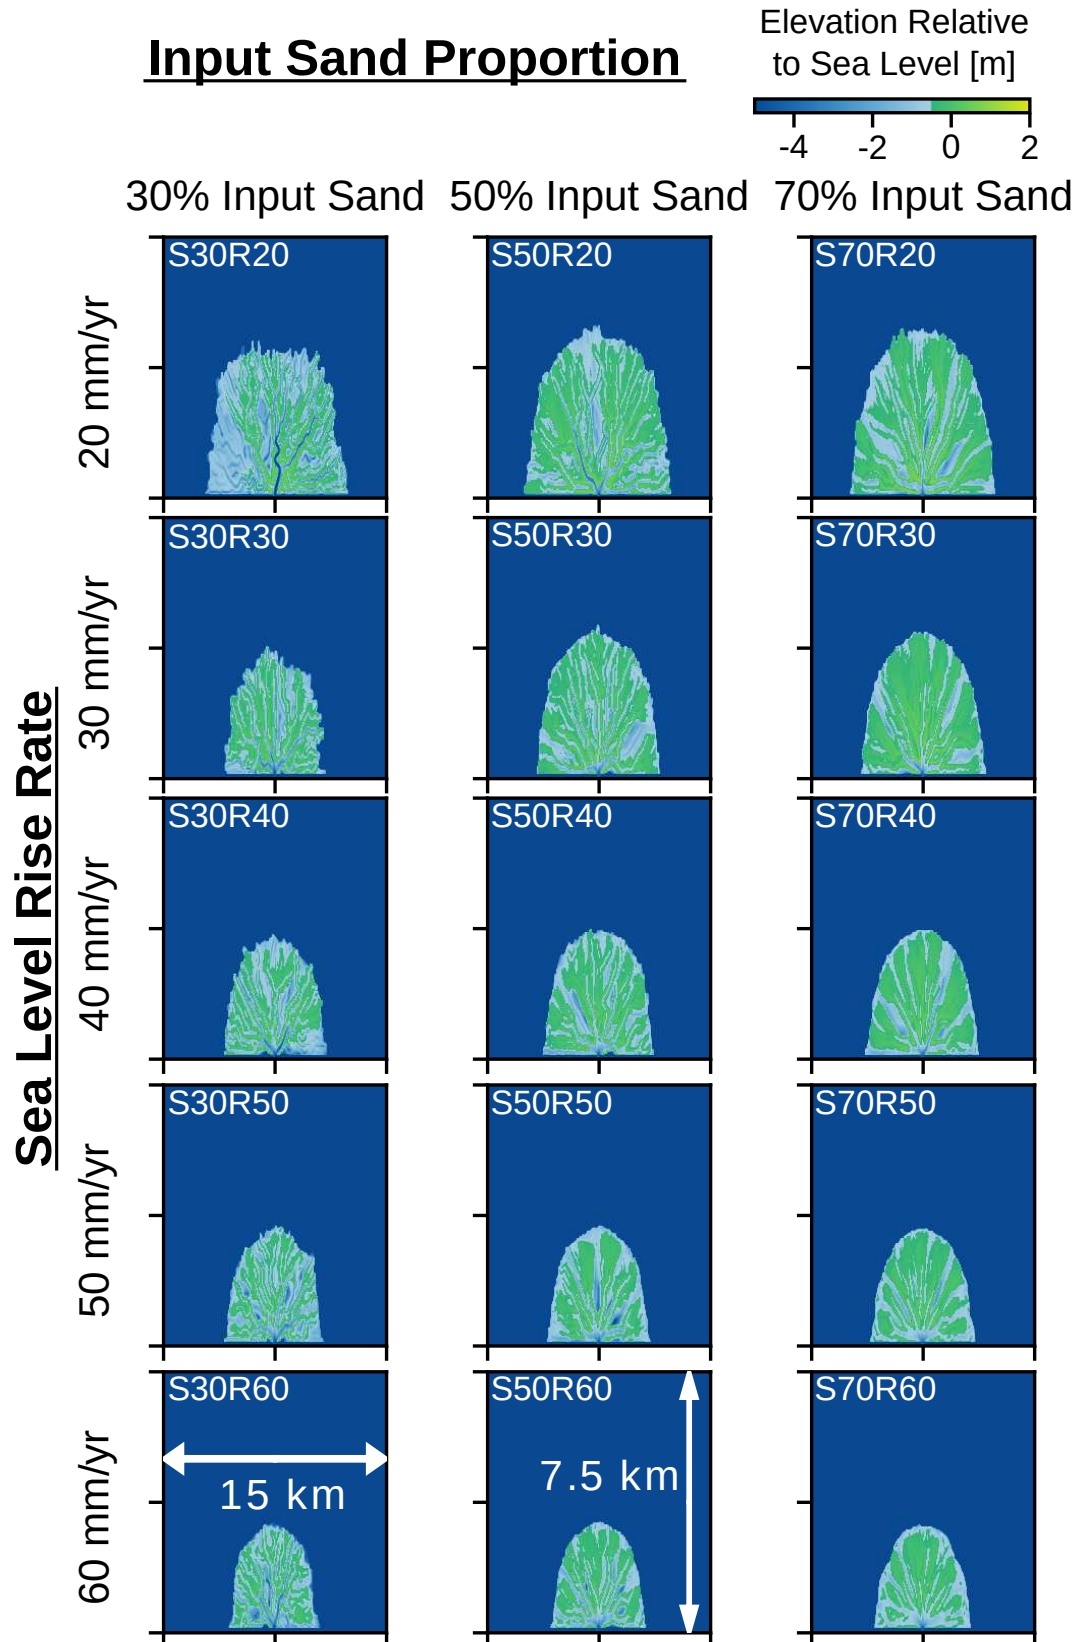 Input Sand Proportion
Elevation Relative
to Sea Level [m]
-4 -2 0 2
30% Input Sand 50% Input Sand 70% Input Sand
Sea Level Rise Rate
20 mm/yr
S30R20 S50R20 S70R20
30 mm/yr
S30R30 S50R30 S70R30
40 mm/yr
S30R40 S50R40 S70R40
50 mm/yr
S30R50 S50R50 S70R50
60 mm/yr
S30R60 S50R60 S70R60
15 km 7.5 km